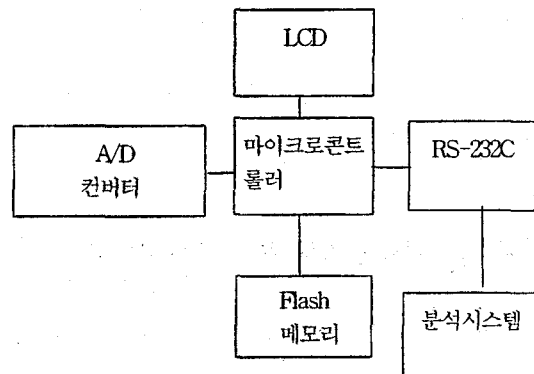 LCD
A/D
컨버터
마이크로콘트
롤러
RS-232C
Flash
메모리
분석시스템